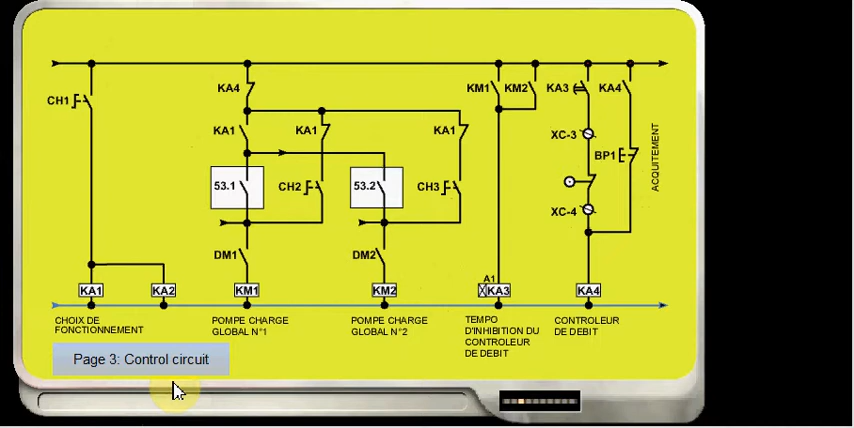 KA4
KM1
KM2
KA3
KA4
CH1
KA1
KA1
KA1
XC-3
BP1
ACQUITEMENT
53.1
CH2
53.2
CH3
XC-4
DM1
DM2
A1
KA1
KA2
KM1
KM2
KA3
KA4
CHOIX DE
FONCTIONNEMENT
POMPE CHARGE
GLOBAL N°1
POMPE CHARGE
GLOBAL N°2
TEMPO
D'INHIBITION DU
CONTROLEUR
DE DEBIT
CONTROLEUR
DE DEBIT
Page 3: Control circuit